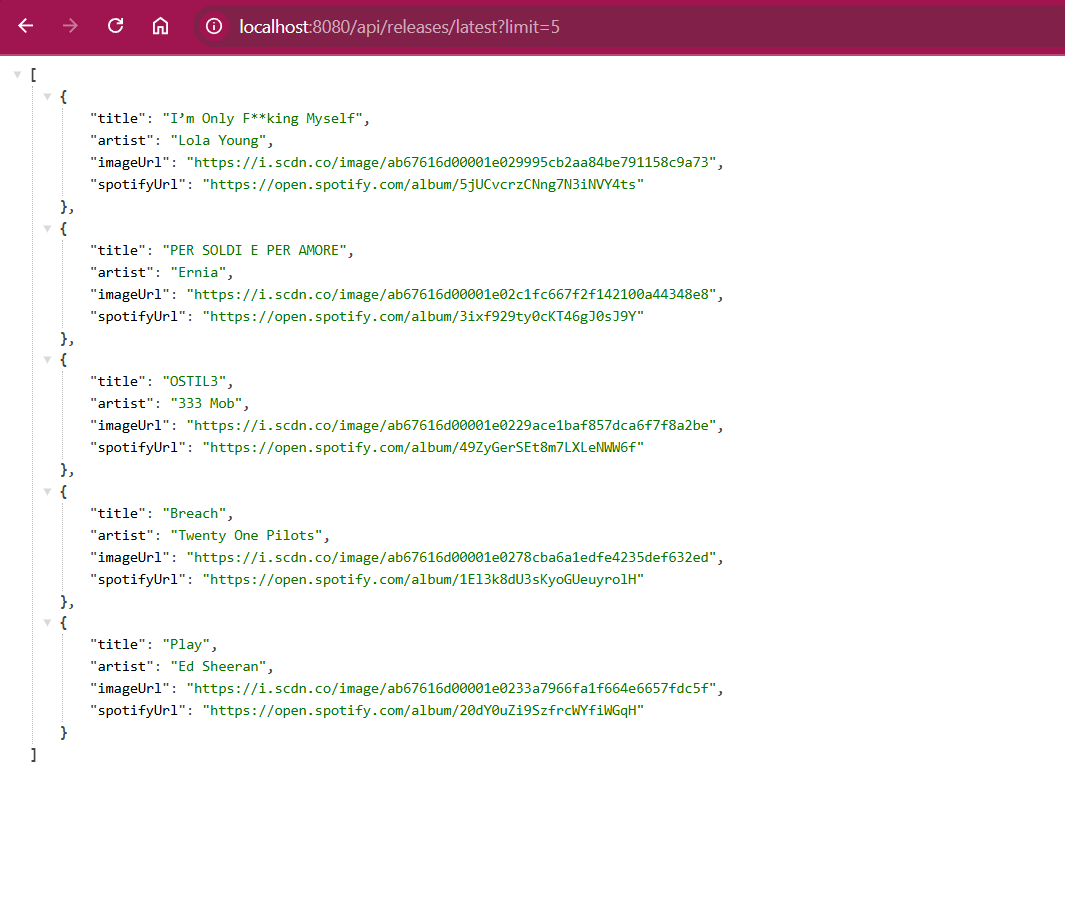 localhost:8080/api/releases/latest?limit=5
[
{
"title": "I’m Only F**king Myself",
"artist": "Lola Young",
"imageUrl": "https://i.scdn.co/image/ab67616d00001e029995cb2aa84be791158c9a73",
"spotifyUrl": "https://open.spotify.com/album/5jUCvcrzCNng7N3iNVY4ts"
},
{
"title": "PER SOLDI E PER AMORE",
"artist": "Ernia",
"imageUrl": "https://i.scdn.co/image/ab67616d00001e02c1fc667f2f142100a44348e8",
"spotifyUrl": "https://open.spotify.com/album/3ixf929ty0cKT46gJ0sJ9Y"
},
{
"title": "OSTIL3",
"artist": "333 Mob",
"imageUrl": "https://i.scdn.co/image/ab67616d00001e0229ace1baf857dca6f7f8a2be",
"spotifyUrl": "https://open.spotify.com/album/49ZyGerSEt8m7LXLeNWW6f"
},
{
"title": "Breach",
"artist": "Twenty One Pilots",
"imageUrl": "https://i.scdn.co/image/ab67616d00001e0278cba6a1edfe4235def632ed",
"spotifyUrl": "https://open.spotify.com/album/1El3k8dU3sKyoGUeuyrolH"
},
{
"title": "Play",
"artist": "Ed Sheeran",
"imageUrl": "https://i.scdn.co/image/ab67616d00001e0233a7966fa1f664e6657fdc5f",
"spotifyUrl": "https://open.spotify.com/album/20dY0uZi9SzfrcWYfiWGqH"
}
]